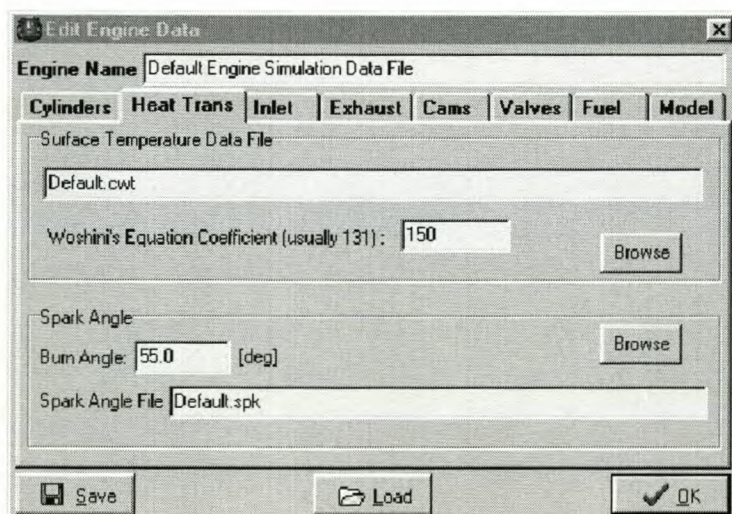 Edit Engine Data
Engine Name Default Engine Simulation Data File
Cylinders Heat Trans Inlet Exhaust Cams Valves Fuel Model
Surface Temperature Data File
Default.cwt
Woshini's Equation Coefficient (usually 131) : 150
Browse
Spark Angle
Browse
Burn Angle: 55.0 [deg]
Spark Angle File Default.spk
Save Load OK